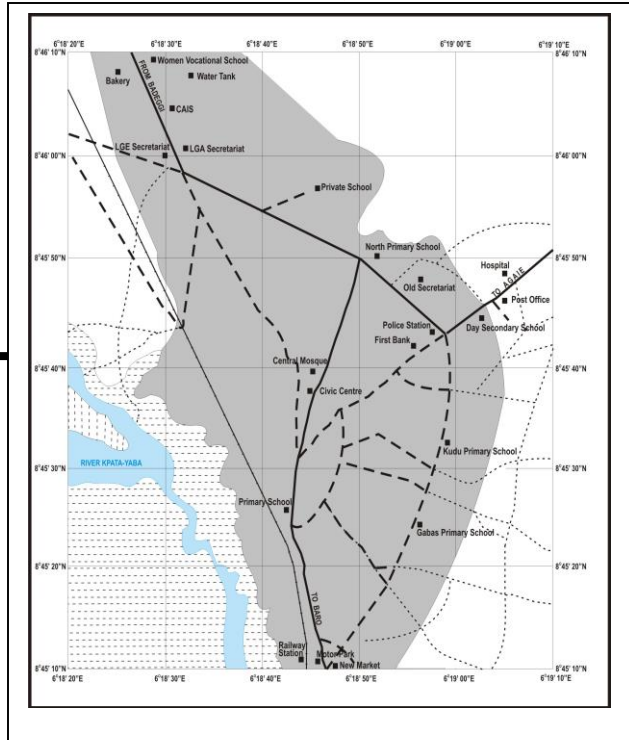 6°18'20"E 6°18'30E 6°18'40"E 6°18'50"E 6°19'00"E 6°19'10"E
8°46'10"N 8°46'10"N
Women Vocational School
Water Tank
Bakery
FROM BADEGGI
CAIS
LGE Secretariat
LGA Secretariat
8°46'00"N 8°46'00"N
Private School
North Primary School
8°45'50"N 8°45'50"N
Hospital
Old Secretariat
TO AGAIE
Post Office
Day Secondary School
Police Station
First Bank
8°45'40"N 8°45'40"N
Central Mosque
Civic Centre
Kudu Primary School
RIVER KPATA-YABA
8°45'30"N 8°45'30"N
Primary School
Gabas Primary School
8°45'20"N 8°45'20"N
TO BARO
Railway
Station
Motor Park
New Market
8°45'10"N 8°45'10"N
6°18'20"E 6°18'30E 6°18'40"E 6°18'50"E 6°19'00"E 6°19'10"E